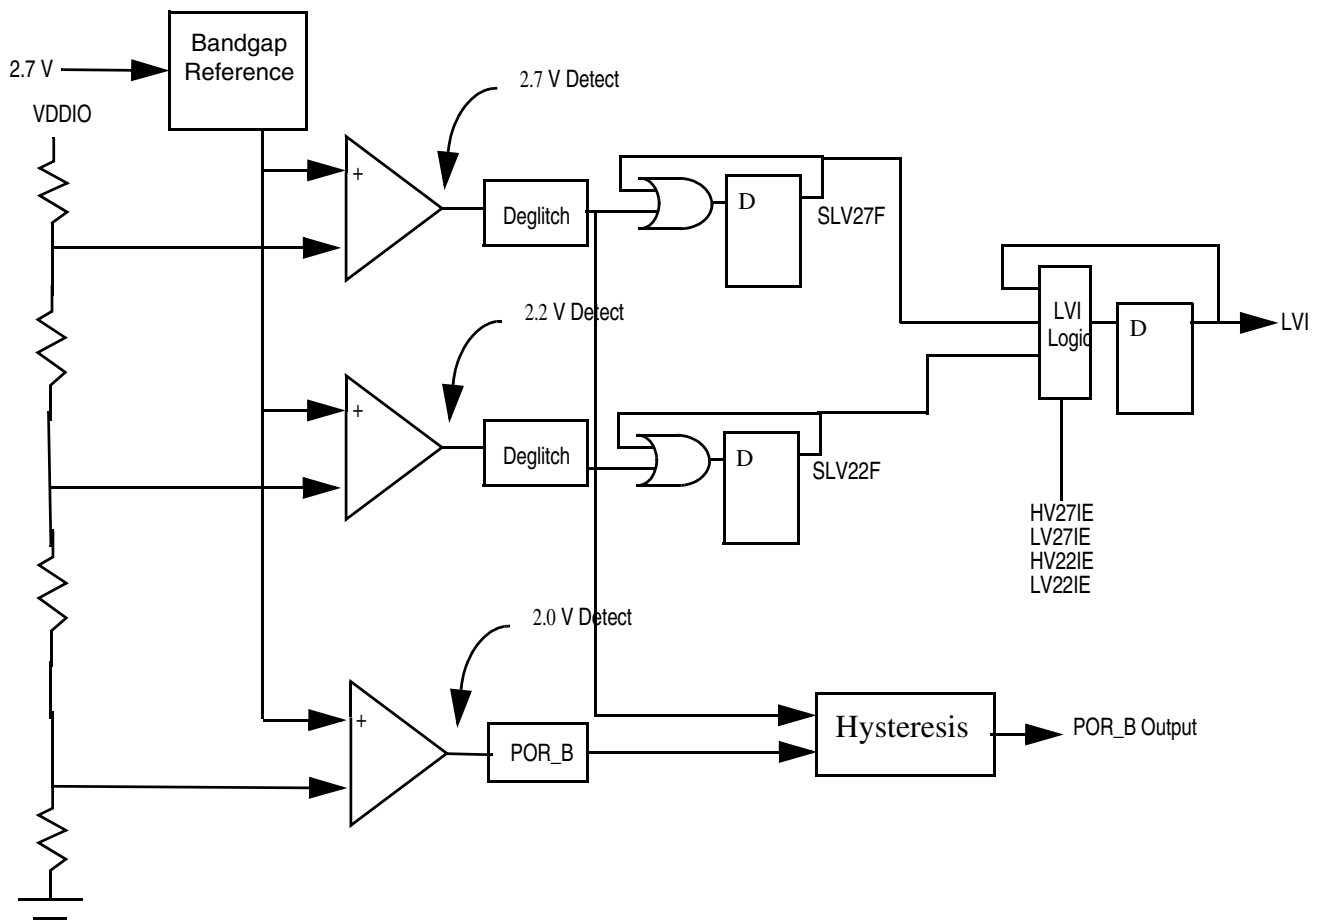 Bandgap
Reference
2.7 V
VDDIO
2.7 V Detect
+
Deglitch
D
SLV27F
2.2 V Detect
LVI
Logic
D
LVI
+
Deglitch
D
SLV22F
HV27IE
LV27IE
HV22IE
LV22IE
2.0 V Detect
+
POR_B
Hysteresis
POR_B Output